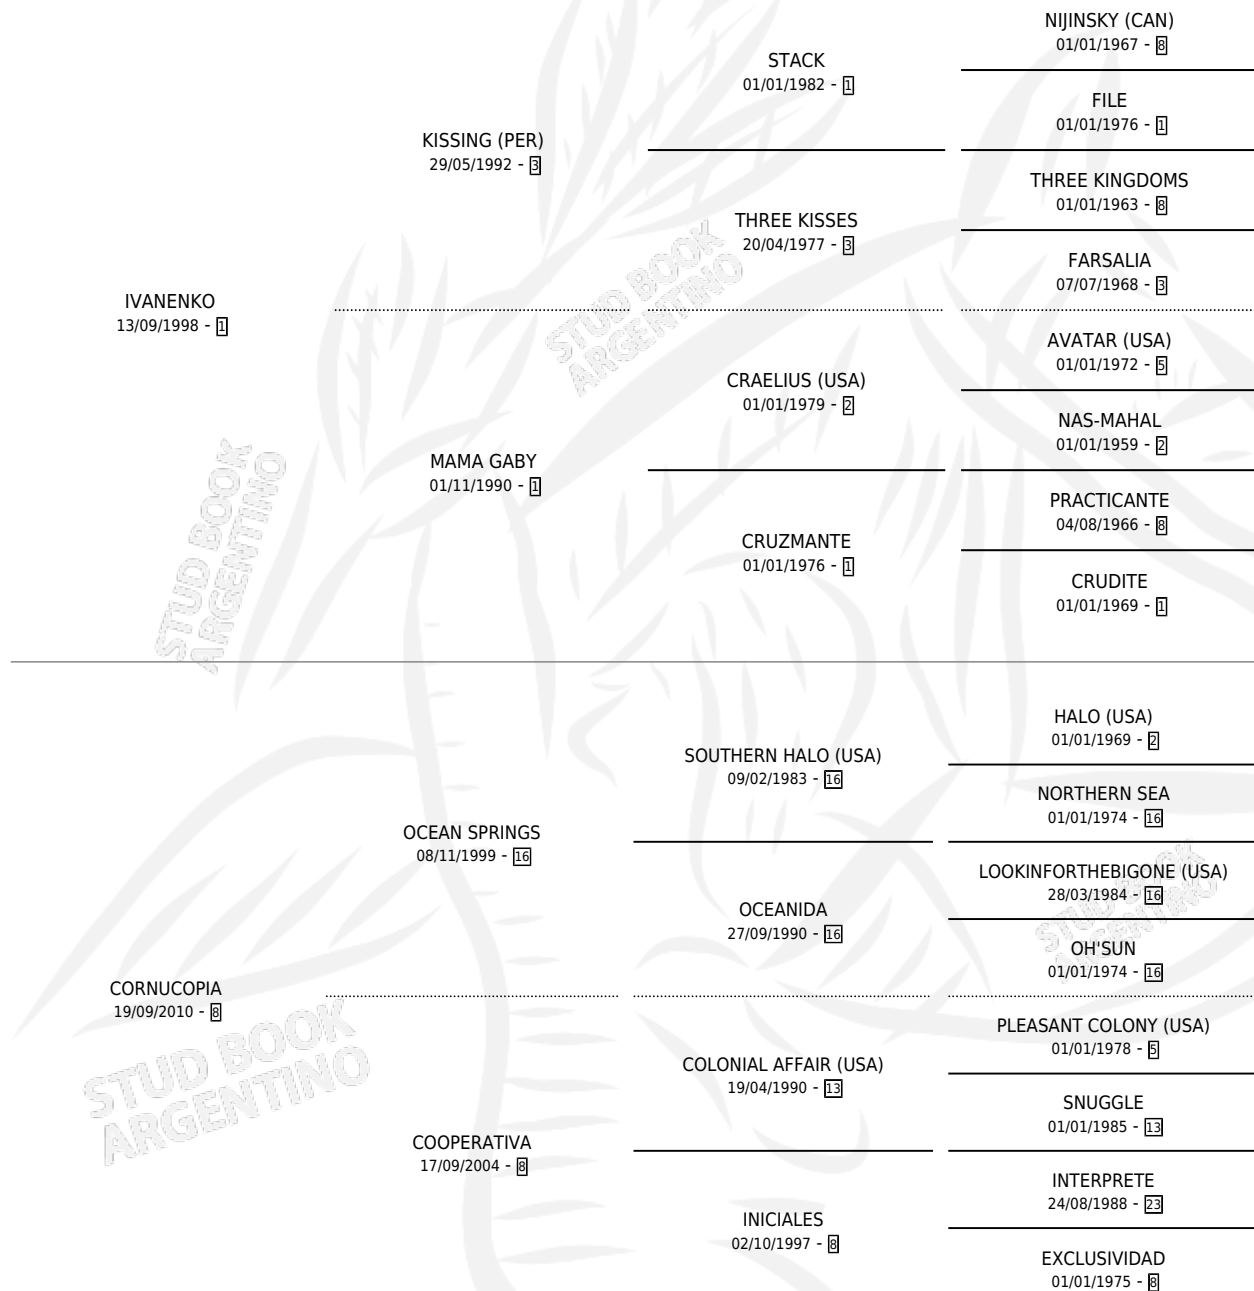 NIJINSKY (CAN)
01/01/1967 - 8
STACK
01/01/1982 - 1
FILE
01/01/1976 - 1
KISSING (PER)
29/05/1992 - 3
THREE KINGDOMS
01/01/1963 - 8
THREE KISSES
20/04/1977 - 3
FARSALIA
07/07/1968 - 3
IVANENKO
13/09/1998 - 1
AVATAR (USA)
01/01/1972 - 5
CRAELIUS (USA)
01/01/1979 - 2
NAS-MAHAL
01/01/1959 - 2
MAMA GABY
01/11/1990 - 1
PRACTICANTE
04/08/1966 - 8
CRUZMANTE
01/01/1976 - 1
CRUDITE
01/01/1969 - 1
HALO (USA)
01/01/1969 - 2
SOUTHERN HALO (USA)
09/02/1983 - 16
NORTHERN SEA
01/01/1974 - 16
OCEAN SPRINGS
08/11/1999 - 16
LOOKINFORTHEBIGONE (USA)
28/03/1984 - 16
OCEANIDA
27/09/1990 - 16
OH'SUN
01/01/1974 - 16
CORNUCOPIA
19/09/2010 - 8
PLEASANT COLONY (USA)
01/01/1978 - 5
COLONIAL AFFAIR (USA)
19/04/1990 - 13
SNUGGLE
01/01/1985 - 13
COOPERATIVA
17/09/2004 - 8
INTERPRETE
24/08/1988 - 23
INICIALES
02/10/1997 - 8
EXCLUSIVIDAD
01/01/1975 - 8
STUD BOOK
ARGENTINO
STUD BOOK
ARGENTINO
STUD BOOK
ARGENTINO
STUD BOOK
ARGENTINO